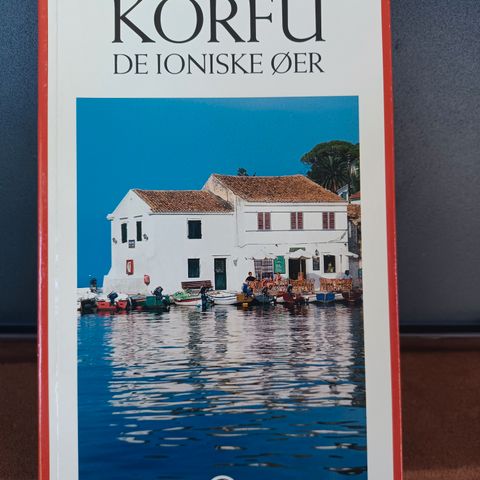 KORFU
DE IONISKE ØER